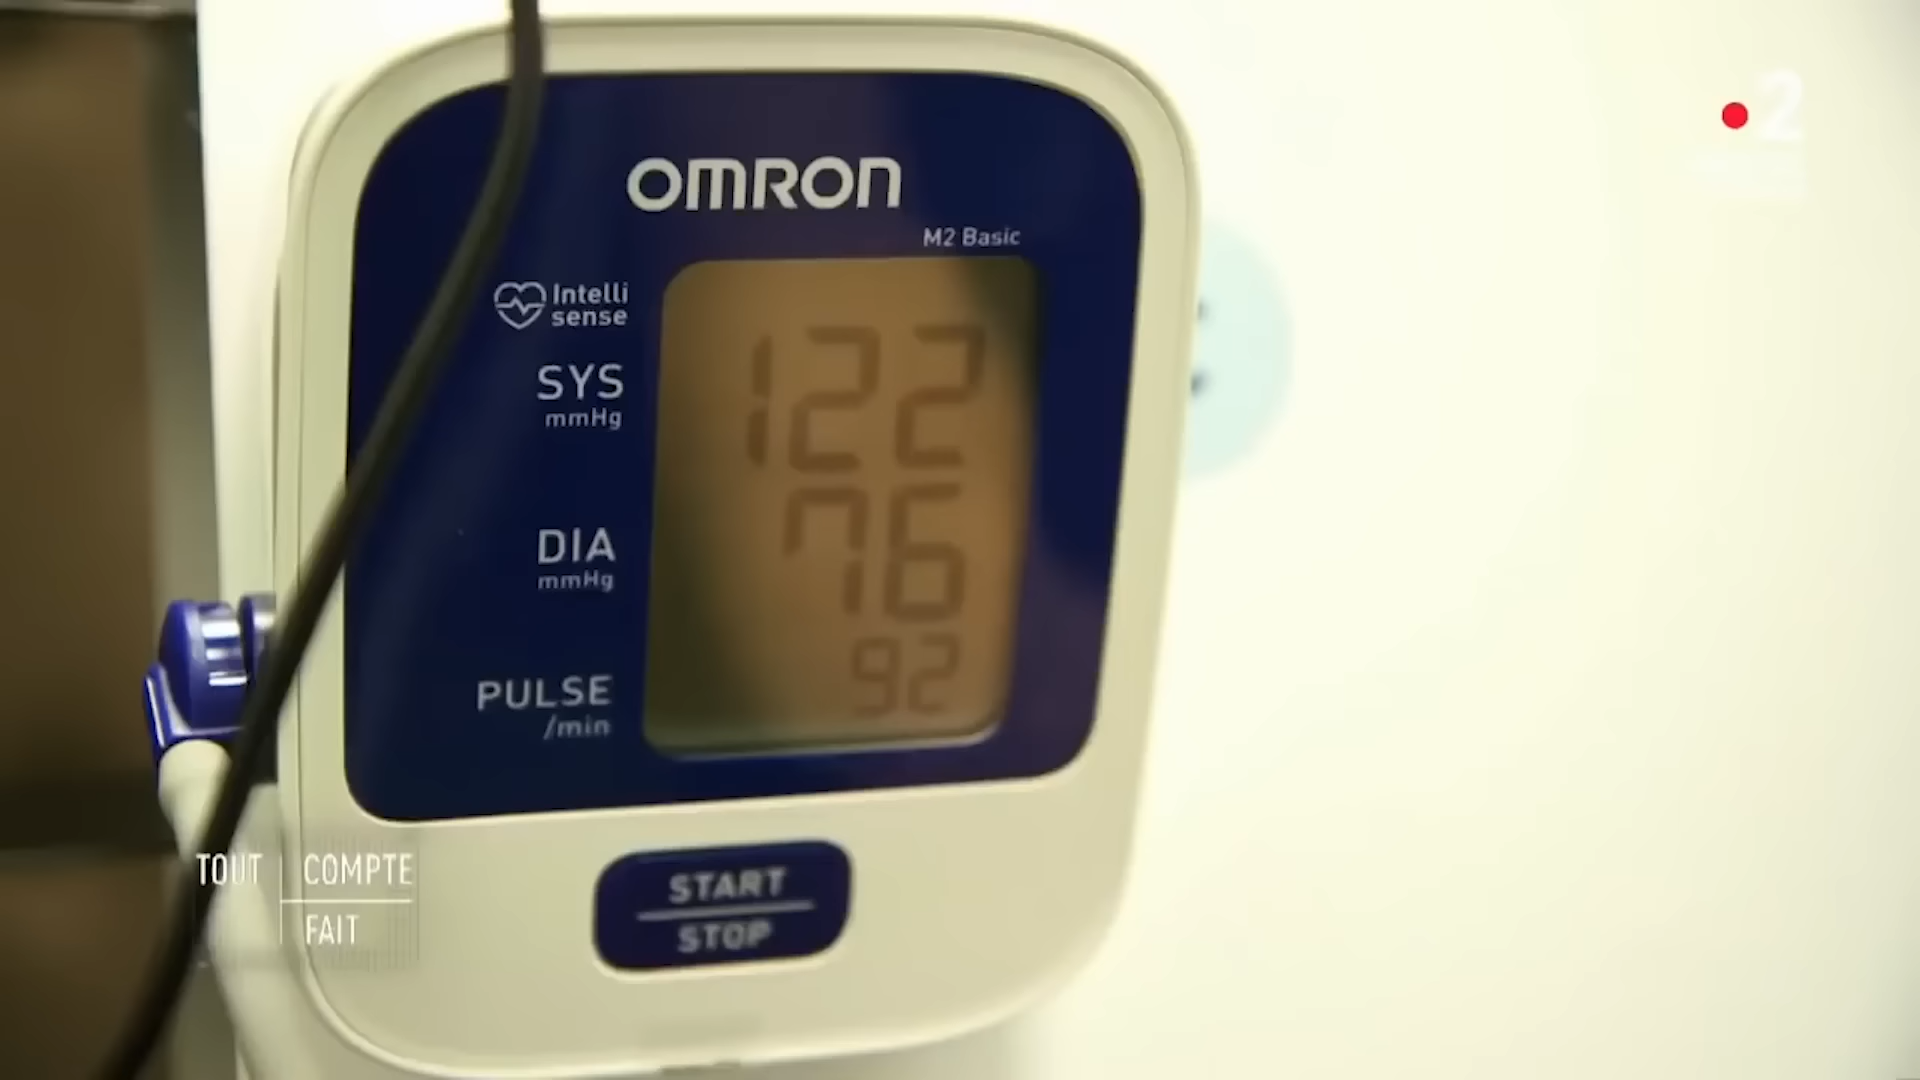 2
OMRON
M2 Basic
Intelli
sense
SYS
mmHg
122
DIA
mmHg
76
PULSE
/min
92
START
STOP
TOUT COMPTE
FAIT